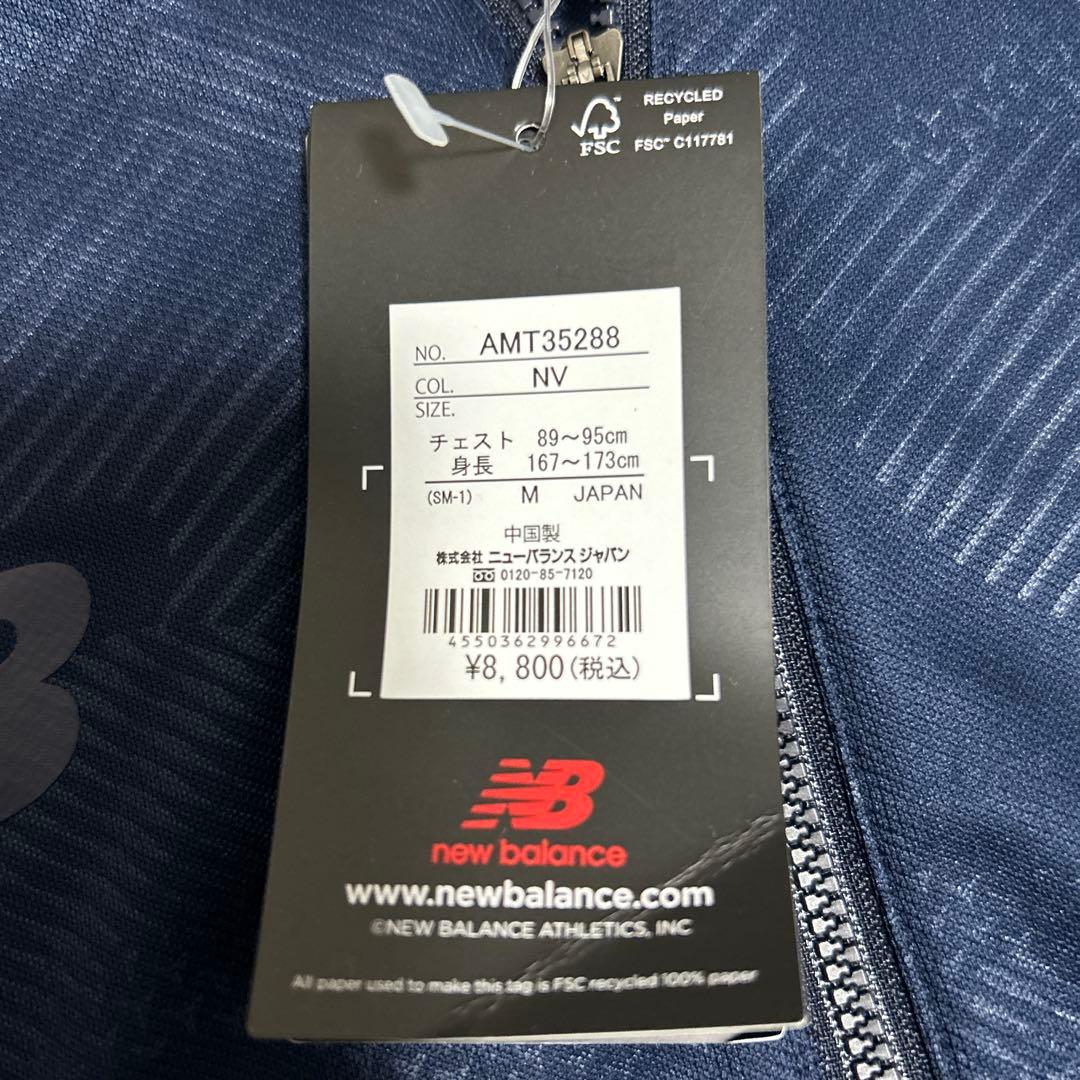 FSC™
RECYCLED
Paper
FSC™ C117781
NO. AMT35288
COL. NV
SIZE.
チェスト 89～95cm
身長 167～173cm
(SM-1) M JAPAN
中国製
株式会社 ニューバランス ジャパン
0120-85-7120
4550362996672
¥8,800(税込)
NB
new balance
www.newbalance.com
©NEW BALANCE ATHLETICS, INC
All paper used to make this tag is FSC recycled 100% paper